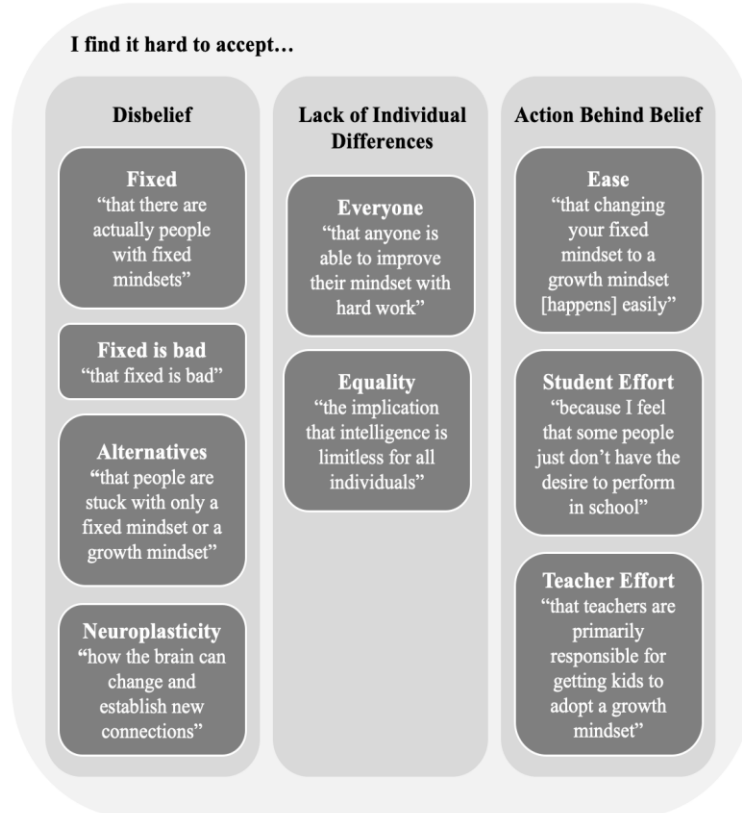 I find it hard to accept…
Disbelief
Fixed
“that there are
actually people
with fixed
mindsets”
Fixed is bad
“that fixed is bad”
Alternatives
“that people are
stuck with only a
fixed mindset or a
growth mindset”
Neuroplasticity
“how the brain can
change and
establish new
connections”
Lack of Individual
Differences
Everyone
“that anyone is
able to improve
their mindset with
hard work”
Equality
“the implication
that intelligence is
limitless for all
individuals”
Action Behind Belief
Ease
“that changing
your fixed
mindset to a
growth mindset
[happens] easily”
Student Effort
“because I feel
that some people
just don’t have the
desire to perform
in school”
Teacher Effort
“that teachers are
primarily
responsible for
getting kids to
adopt a growth
mindset”